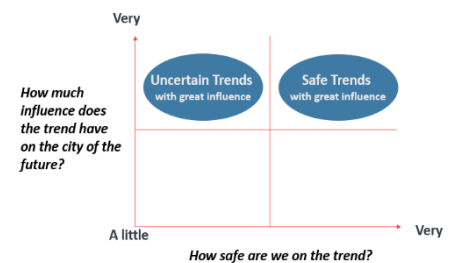 Very
Uncertain Trends
with great influence
Safe Trends
with great influence
How much
influence does
the trend have
on the city of the
future?
A little
Very
How safe are we on the trend?